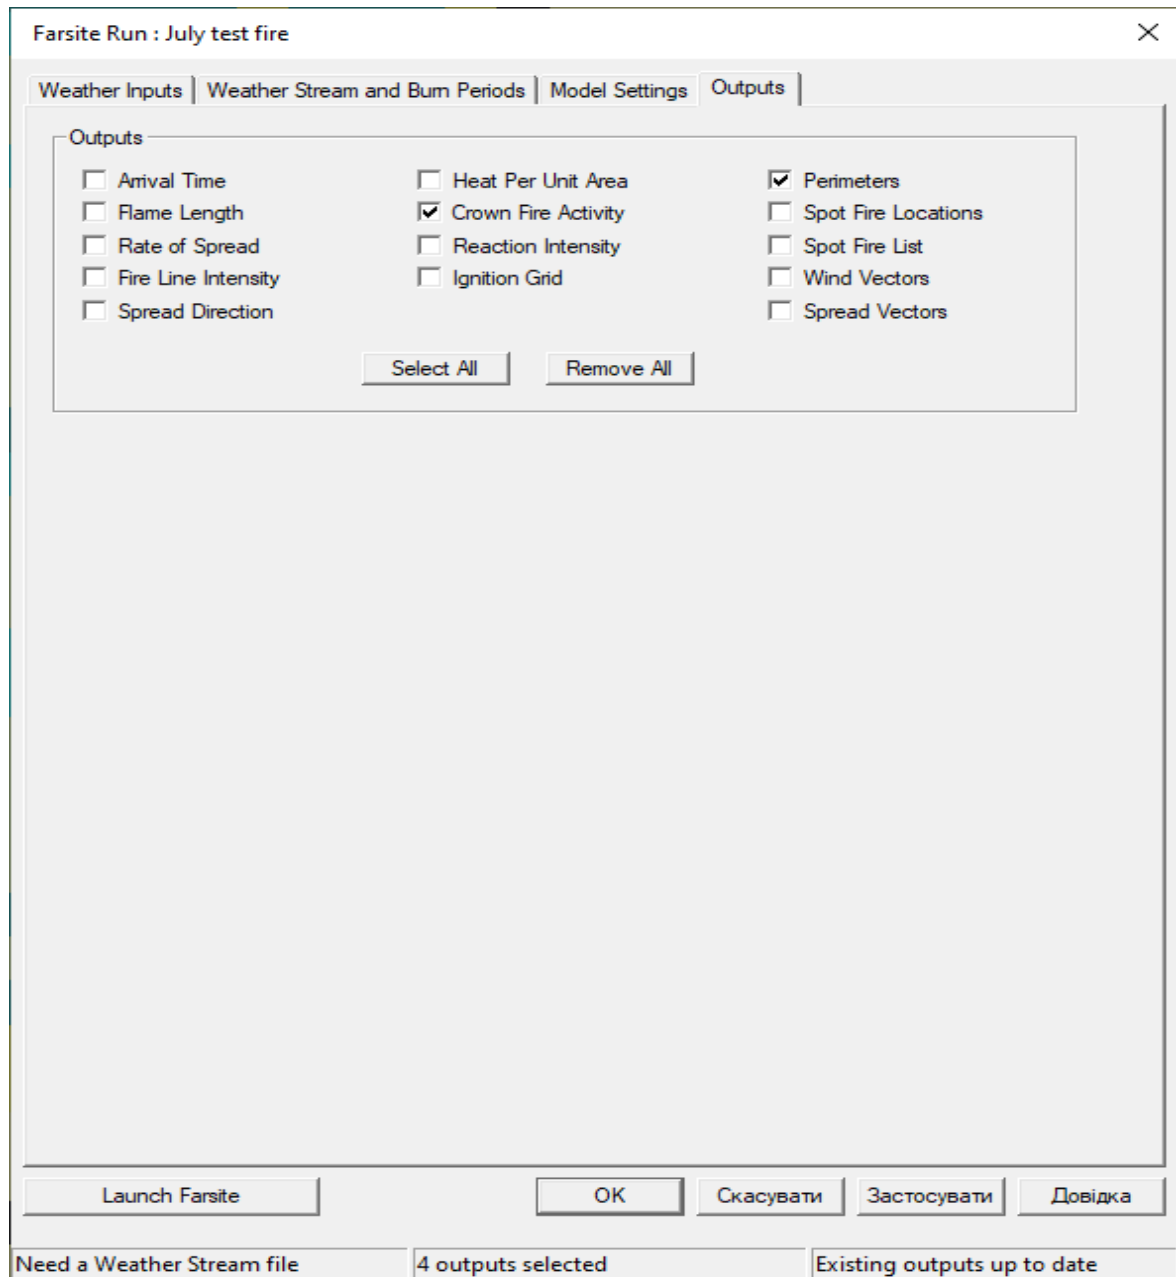 Farsite Run : July test fire
Weather Inputs Weather Stream and Burn Periods Model Settings Outputs
Outputs
Arrival Time Heat Per Unit Area Perimeters
Flame Length Crown Fire Activity Spot Fire Locations
Rate of Spread Reaction Intensity Spot Fire List
Fire Line Intensity Ignition Grid Wind Vectors
Spread Direction Spread Vectors
Select All Remove All
Launch Farsite OK Скасувати Застосувати Довідка
Need a Weather Stream file 4 outputs selected Existing outputs up to date